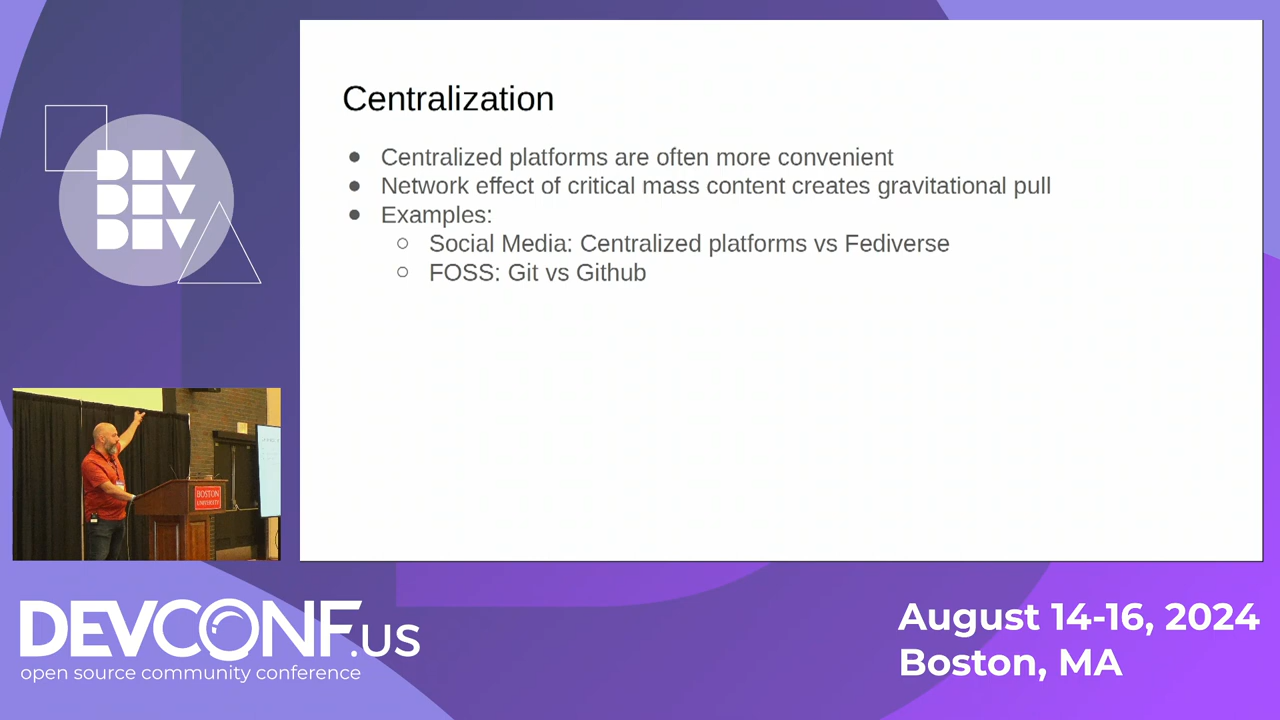 Centralization
● Centralized platforms are often more convenient
● Network effect of critical mass content creates gravitational pull
● Examples:
○ Social Media: Centralized platforms vs Fediverse
○ FOSS: Git vs Github
DEV
DEV
DEV
BOSTON
UNIVERSITY
DEVCONF.US
open source community conference
August 14-16, 2024
Boston, MA